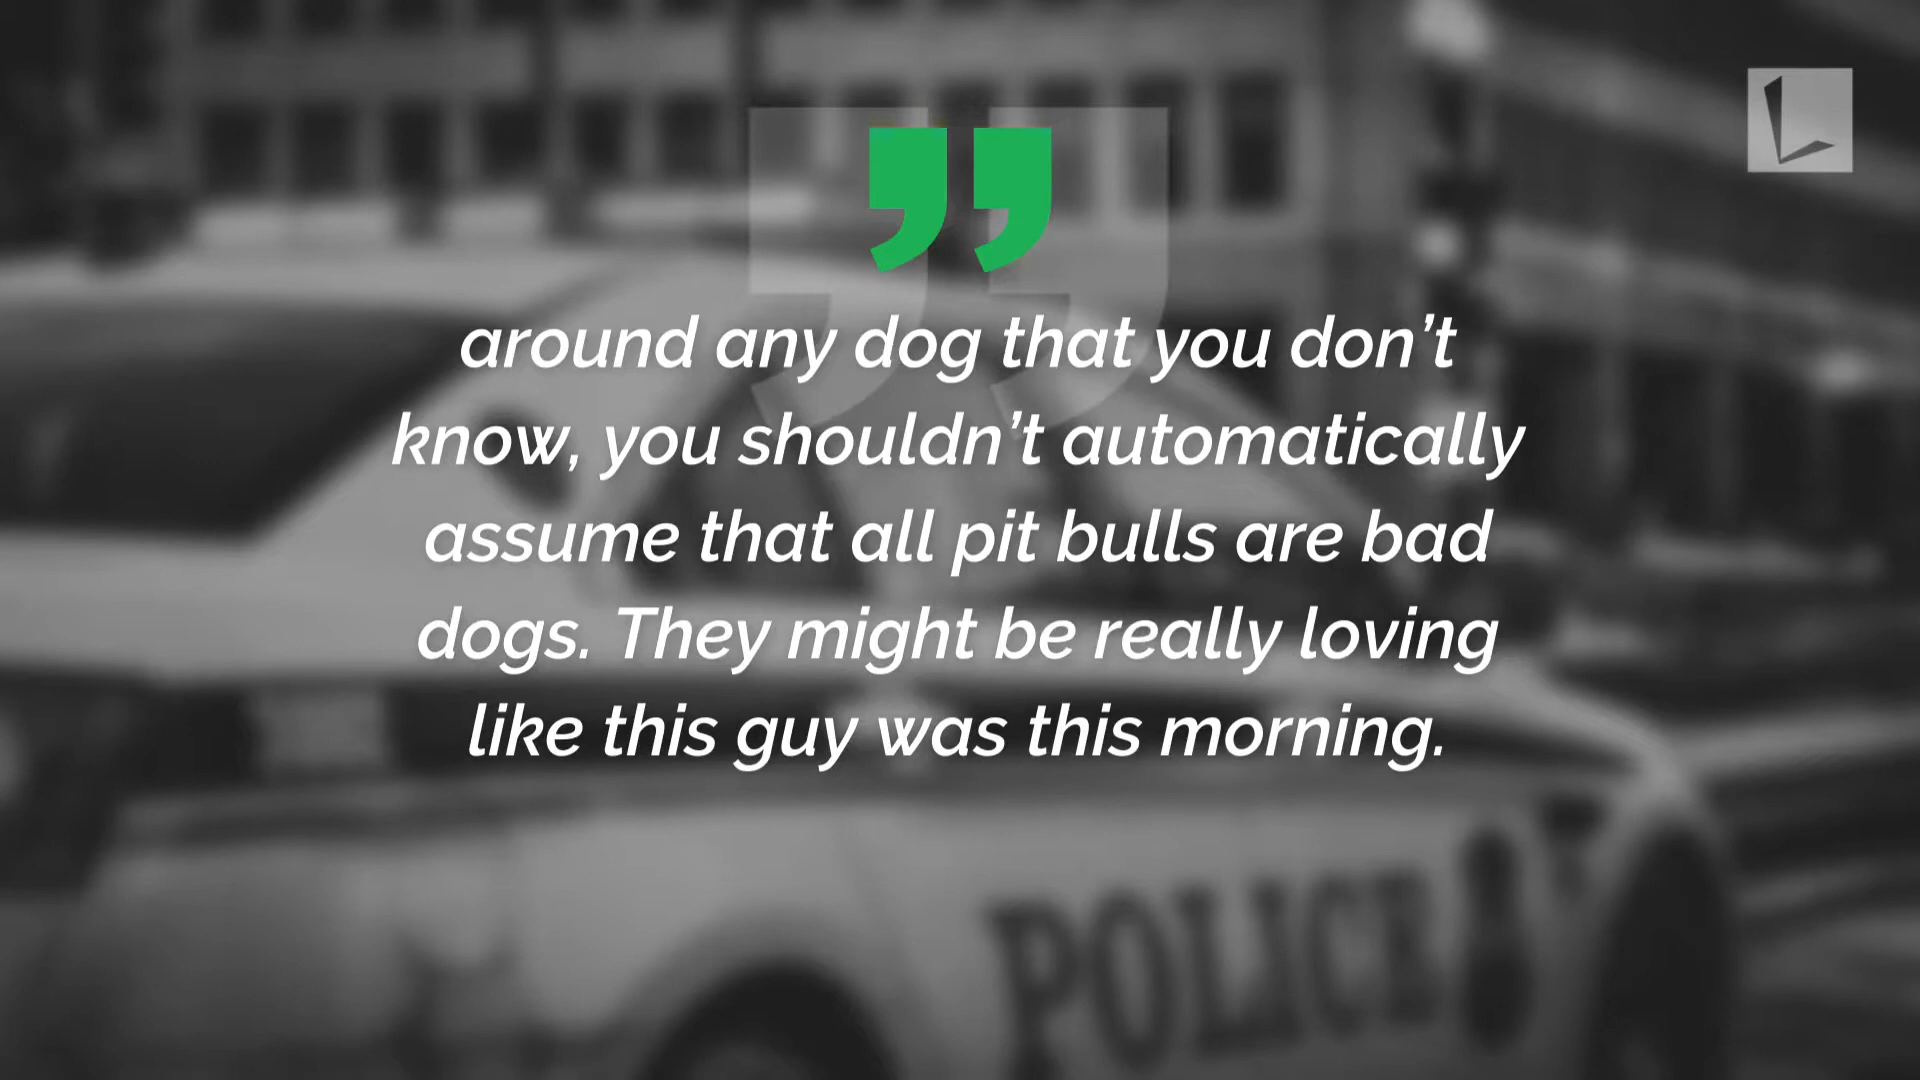 ”
around any dog that you don’t
know, you shouldn’t automatically
assume that all pit bulls are bad
dogs. They might be really loving
like this guy was this morning.
POLICE